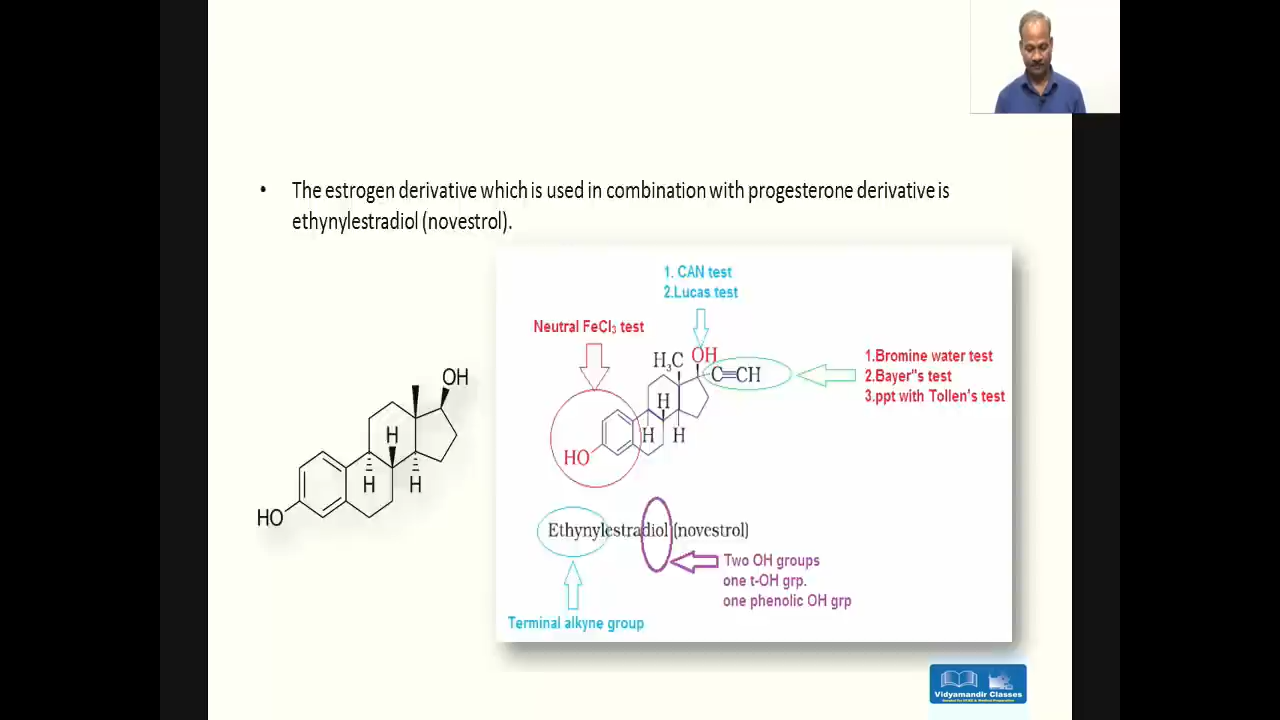 • The estrogen derivative which is used in combination with progesterone derivative is
ethynylestradiol (novestrol).
1. CAN test
2.Lucas test
Neutral FeCl₃ test
H₃C
OH
C≡CH
1.Bromine water test
2.Bayer"s test
3.ppt with Tollen's test
H
H
H
HO
OH
H
H
H
HO
Ethynylestradiol (novestrol)
Two OH groups
one t-OH grp.
one phenolic OH grp
Terminal alkyne group
Vidyamandir Classes